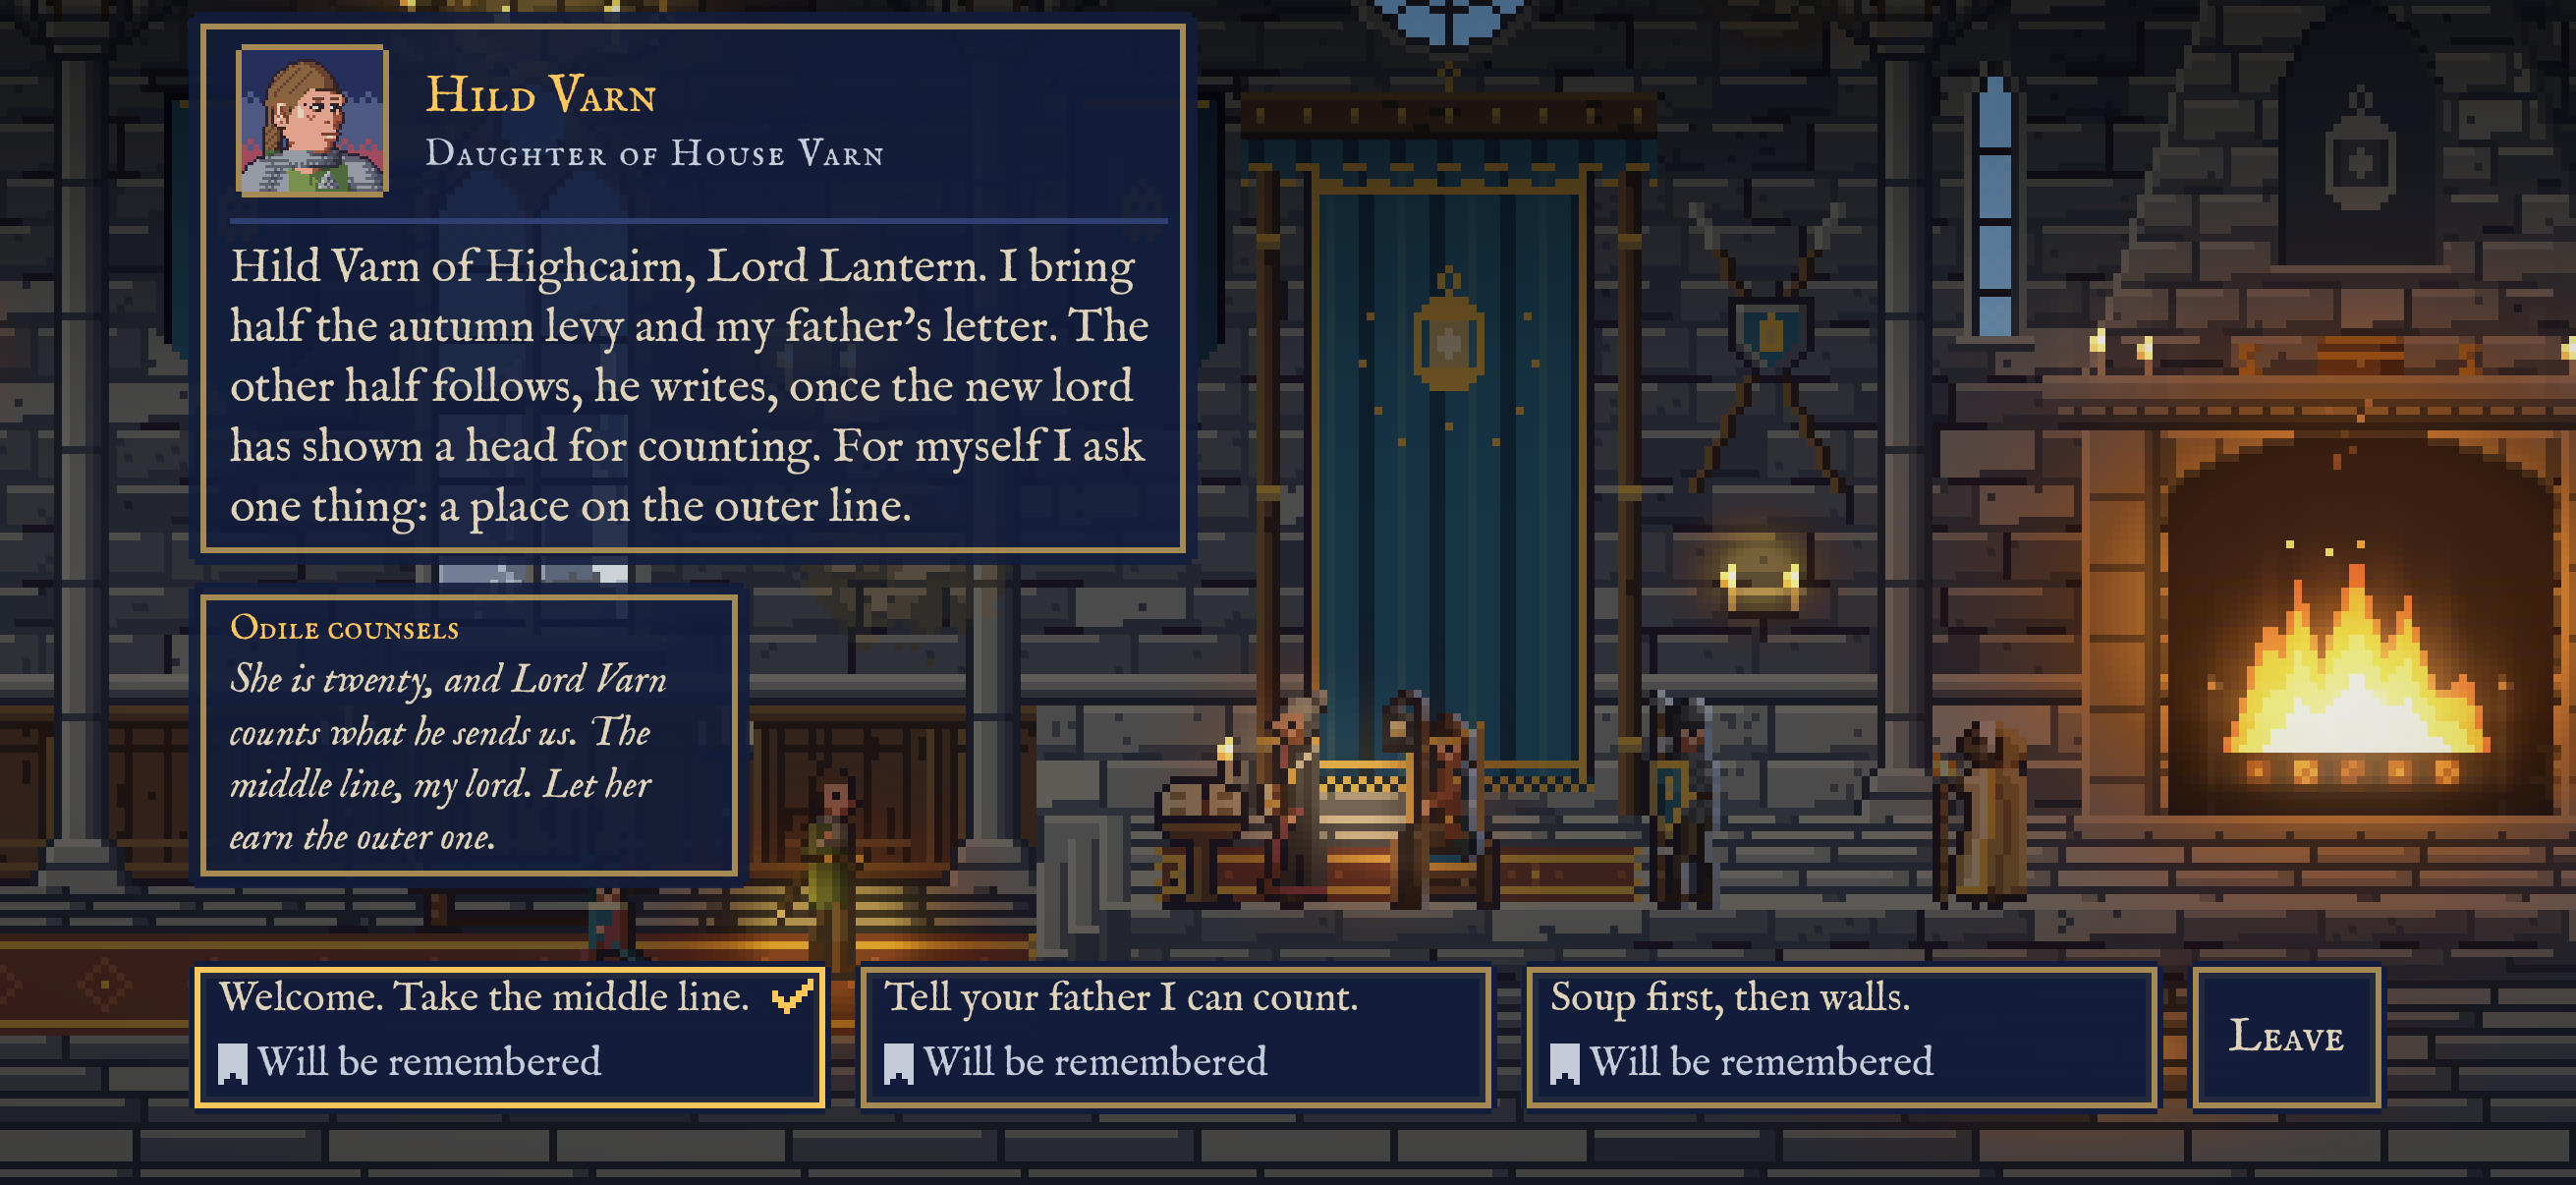 Hild Varn
Daughter of House Varn
Hild Varn of Highcairn, Lord Lantern. I bring
half the autumn levy and my father's letter. The
other half follows, he writes, once the new lord
has shown a head for counting. For myself I ask
one thing: a place on the outer line.
Odile counsels
She is twenty, and Lord Varn
counts what he sends us. The
middle line, my lord. Let her
earn the outer one.
Welcome. Take the middle line.
Will be remembered
Tell your father I can count.
Will be remembered
Soup first, then walls.
Will be remembered
Leave